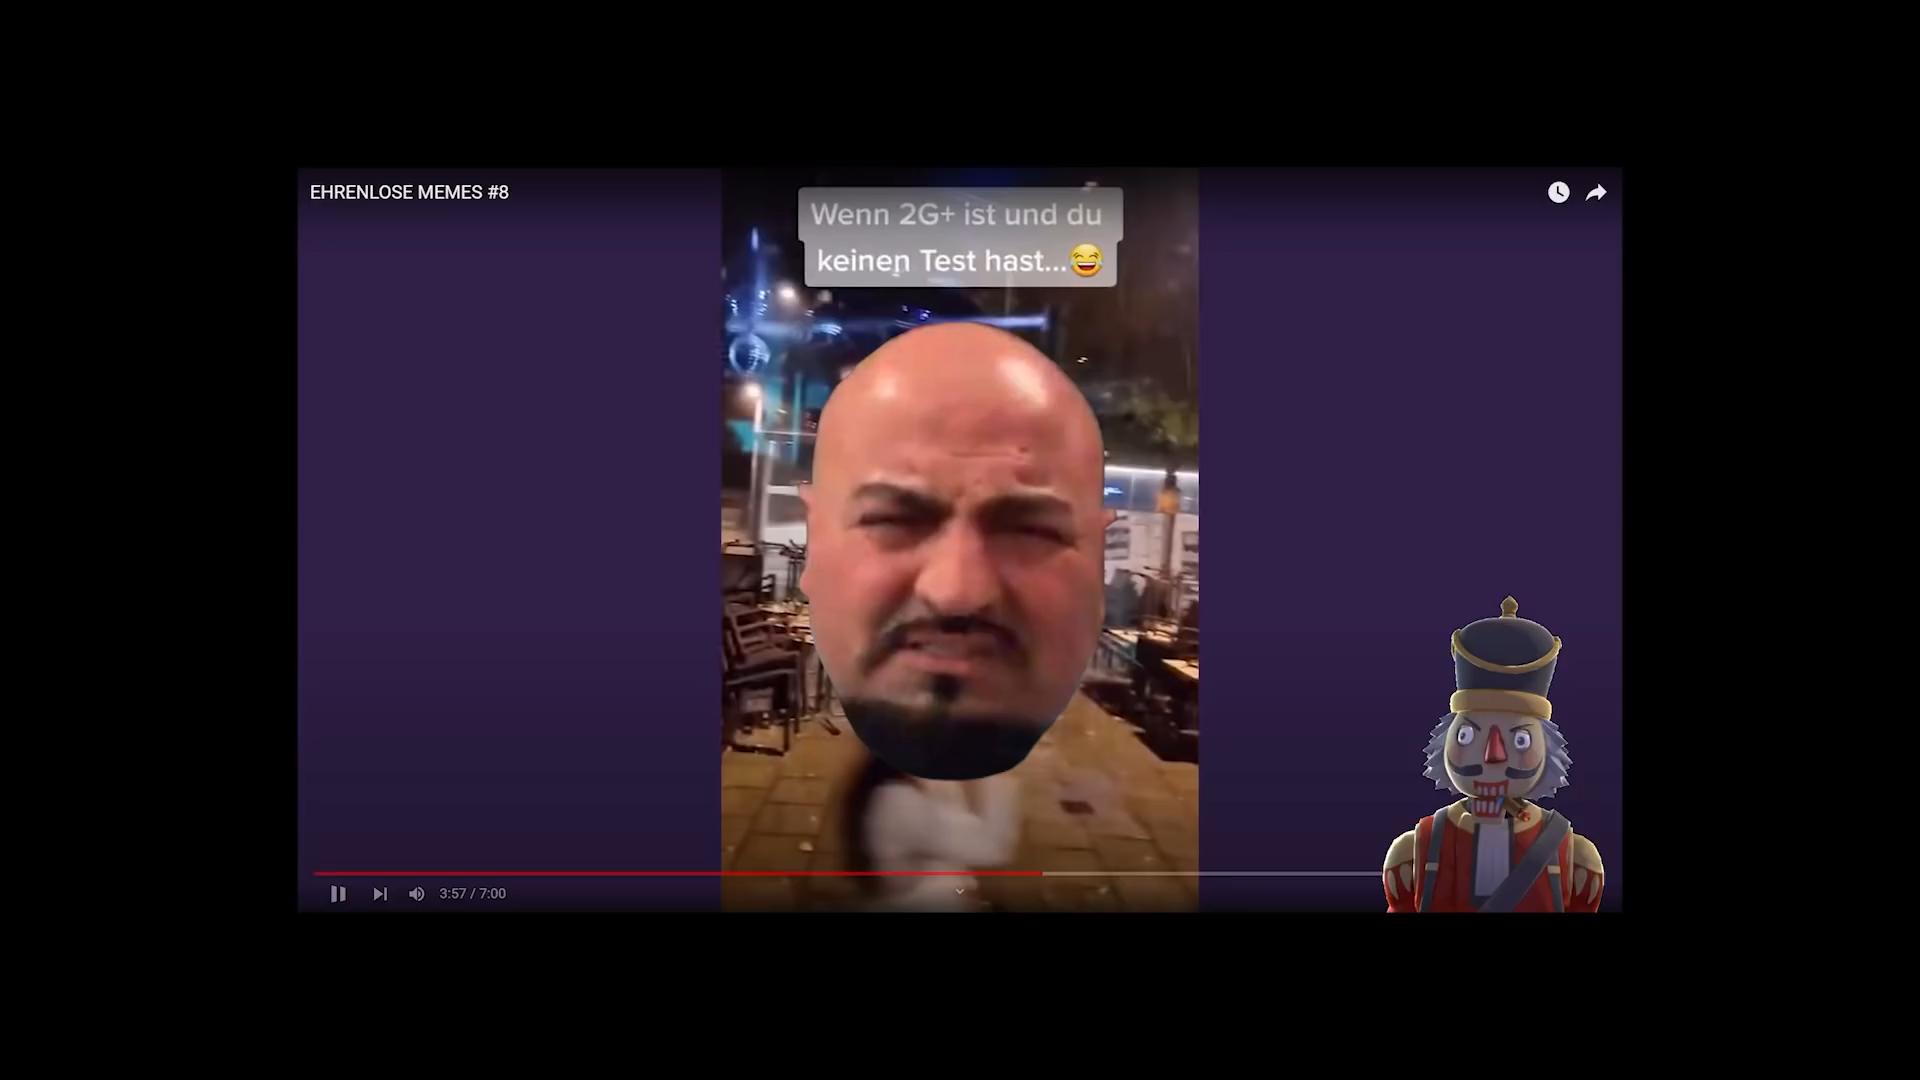 EHRENLOSE MEMES #8
Wenn 2G+ ist und du
keinen Test hast...😂
3:57 / 7:00